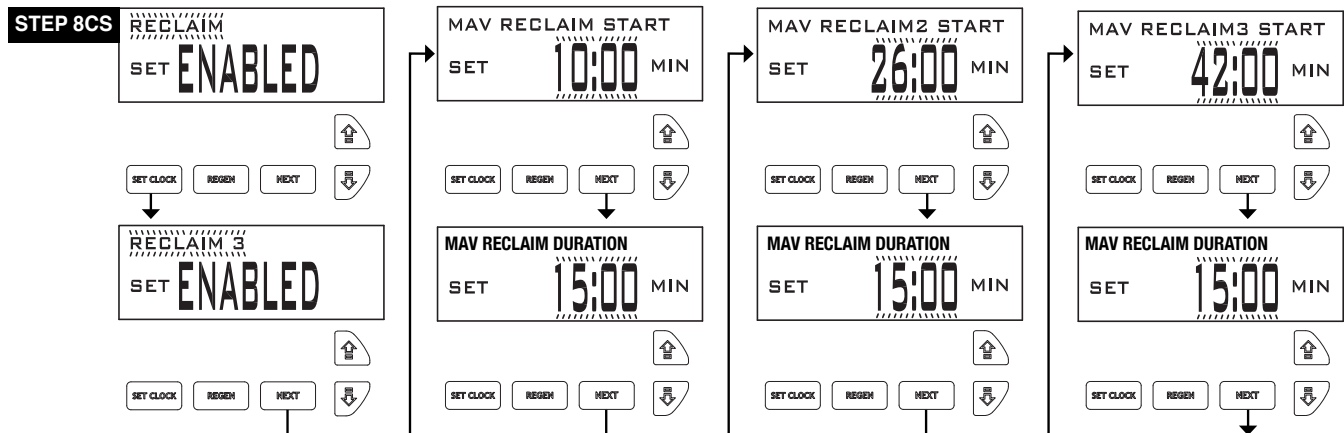 STEP 8CS
RECLAIM
SET ENABLED
SET CLOCK REGEN NEXT
RECLAIM 3
SET ENABLED
SET CLOCK REGEN NEXT
MAV RECLAIM START
SET 10:00 MIN
SET CLOCK REGEN NEXT
MAV RECLAIM DURATION
SET 15:00 MIN
SET CLOCK REGEN NEXT
MAV RECLAIM2 START
SET 26:00 MIN
SET CLOCK REGEN NEXT
MAV RECLAIM DURATION
SET 15:00 MIN
SET CLOCK REGEN NEXT
MAV RECLAIM3 START
SET 42:00 MIN
SET CLOCK REGEN NEXT
MAV RECLAIM DURATION
SET 15:00 MIN
SET CLOCK REGEN NEXT